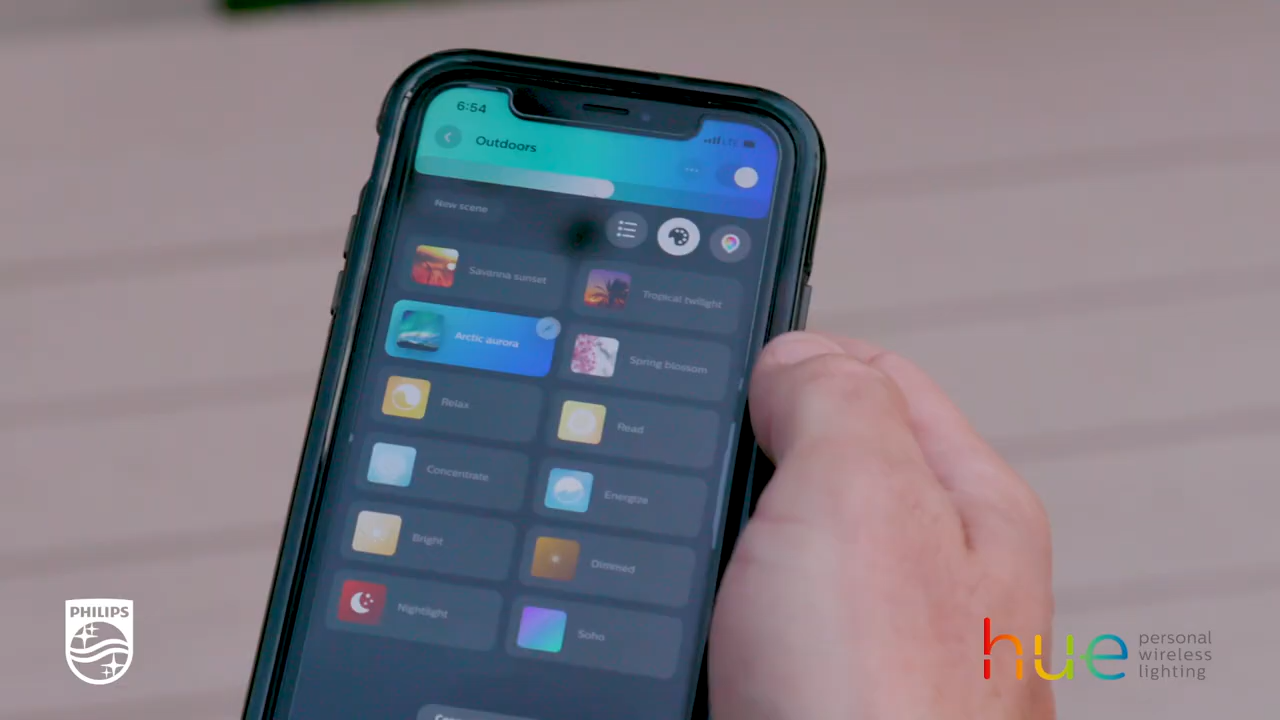 6:54
LTE
Outdoors
New scene
Savanna sunset
Tropical twilight
Arctic aurora
Spring blossom
Relax
Read
Concentrate
Energize
Bright
Dimmed
Nightlight
Soho
PHILIPS
hue personal
wireless
lighting